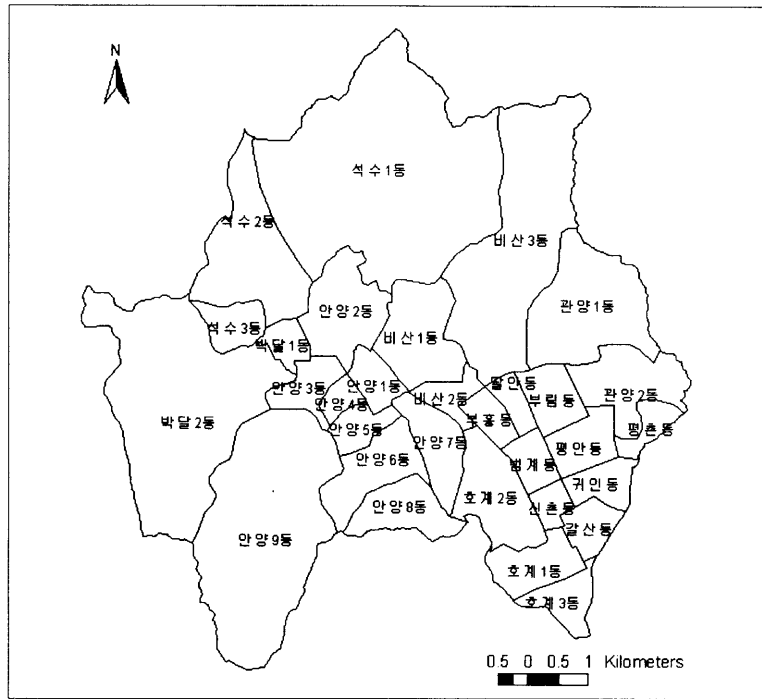 N
석수1동
석수2동
비산3동
관양1동
안양2동
석수3동
박달1동
비산1동
안양3동
안양1동
달안동
안양4동
비산2동
부림동
관양2동
박달2동
부흥동
평촌동
안양5동
안양7동
평안동
안양6동
범계동
귀인동
호계2동
안양8동
신촌동
갈산동
안양9동
호계1동
호계3동
0.5 0 0.5 1 Kilometers